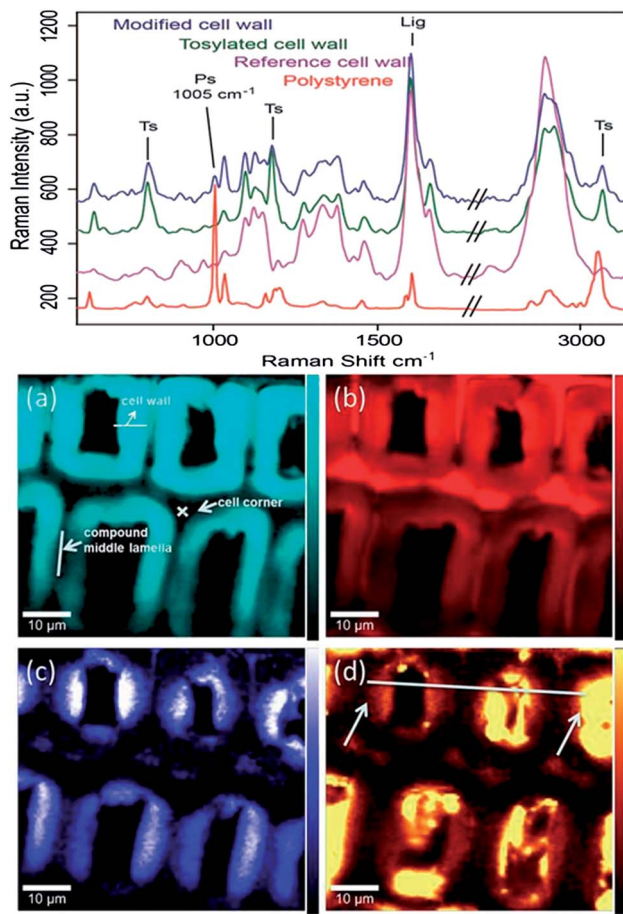 Raman Intensity (a.u.)
1200
1000
800
600
400
200
Modified cell wall
Tosylated cell wall
Reference cell wall
Polystyrene
Lig
Ps
1005 cm⁻¹
Ts
Ts
Ts
1000
1500
3000
Raman Shift cm⁻¹
(a)
cell wall
cell corner
compound
middle lamella
10 µm
(b)
10 µm
(c)
10 µm
(d)
10 µm